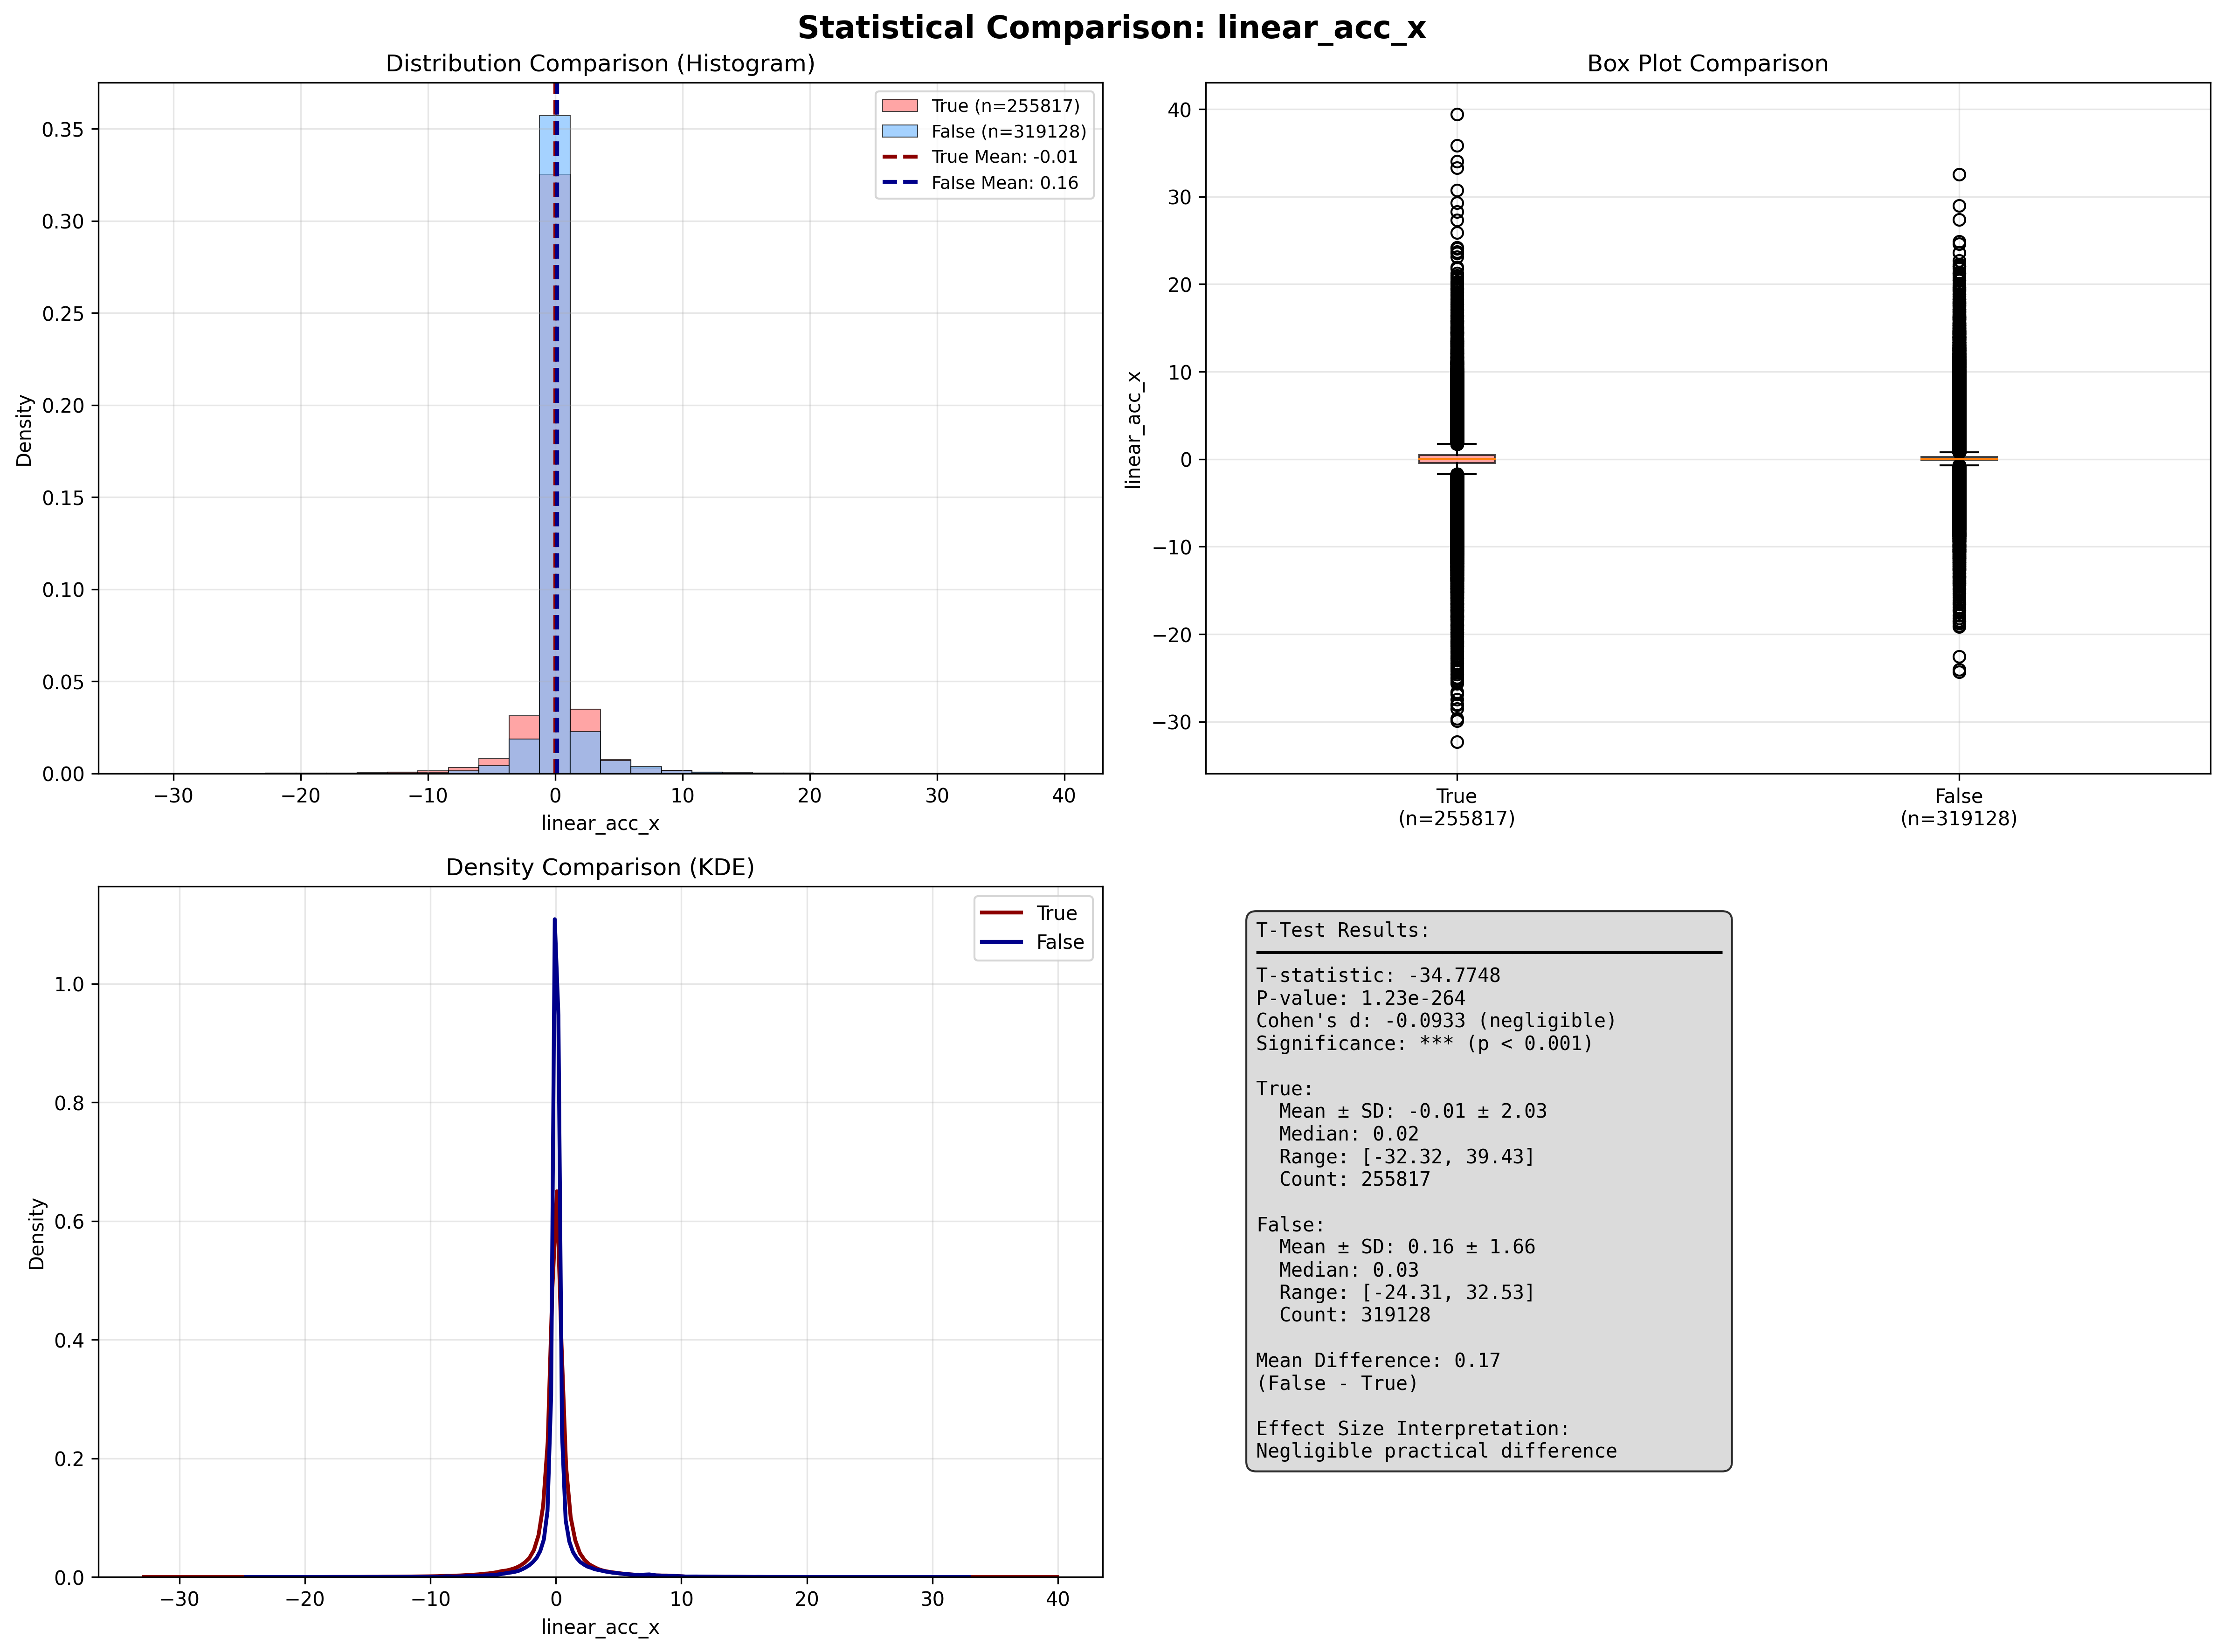 Statistical Comparison: linear_acc_x
Distribution Comparison (Histogram)
True (n=255817)
False (n=319128)
True Mean: -0.01
False Mean: 0.16
Density
0.35
0.30
0.25
0.20
0.15
0.10
0.05
0.00
−30
−20
−10
0
10
20
30
40
linear_acc_x
Box Plot Comparison
linear_acc_x
40
30
20
10
0
−10
−20
−30
True
(n=255817)
False
(n=319128)
Density Comparison (KDE)
True
False
Density
1.0
0.8
0.6
0.4
0.2
0.0
−30
−20
−10
0
10
20
30
40
linear_acc_x
T-Test Results:
T-statistic: -34.7748
P-value: 1.23e-264
Cohen's d: -0.0933 (negligible)
Significance: *** (p < 0.001)
True:
Mean ± SD: -0.01 ± 2.03
Median: 0.02
Range: [-32.32, 39.43]
Count: 255817
False:
Mean ± SD: 0.16 ± 1.66
Median: 0.03
Range: [-24.31, 32.53]
Count: 319128
Mean Difference: 0.17
(False - True)
Effect Size Interpretation:
Negligible practical difference